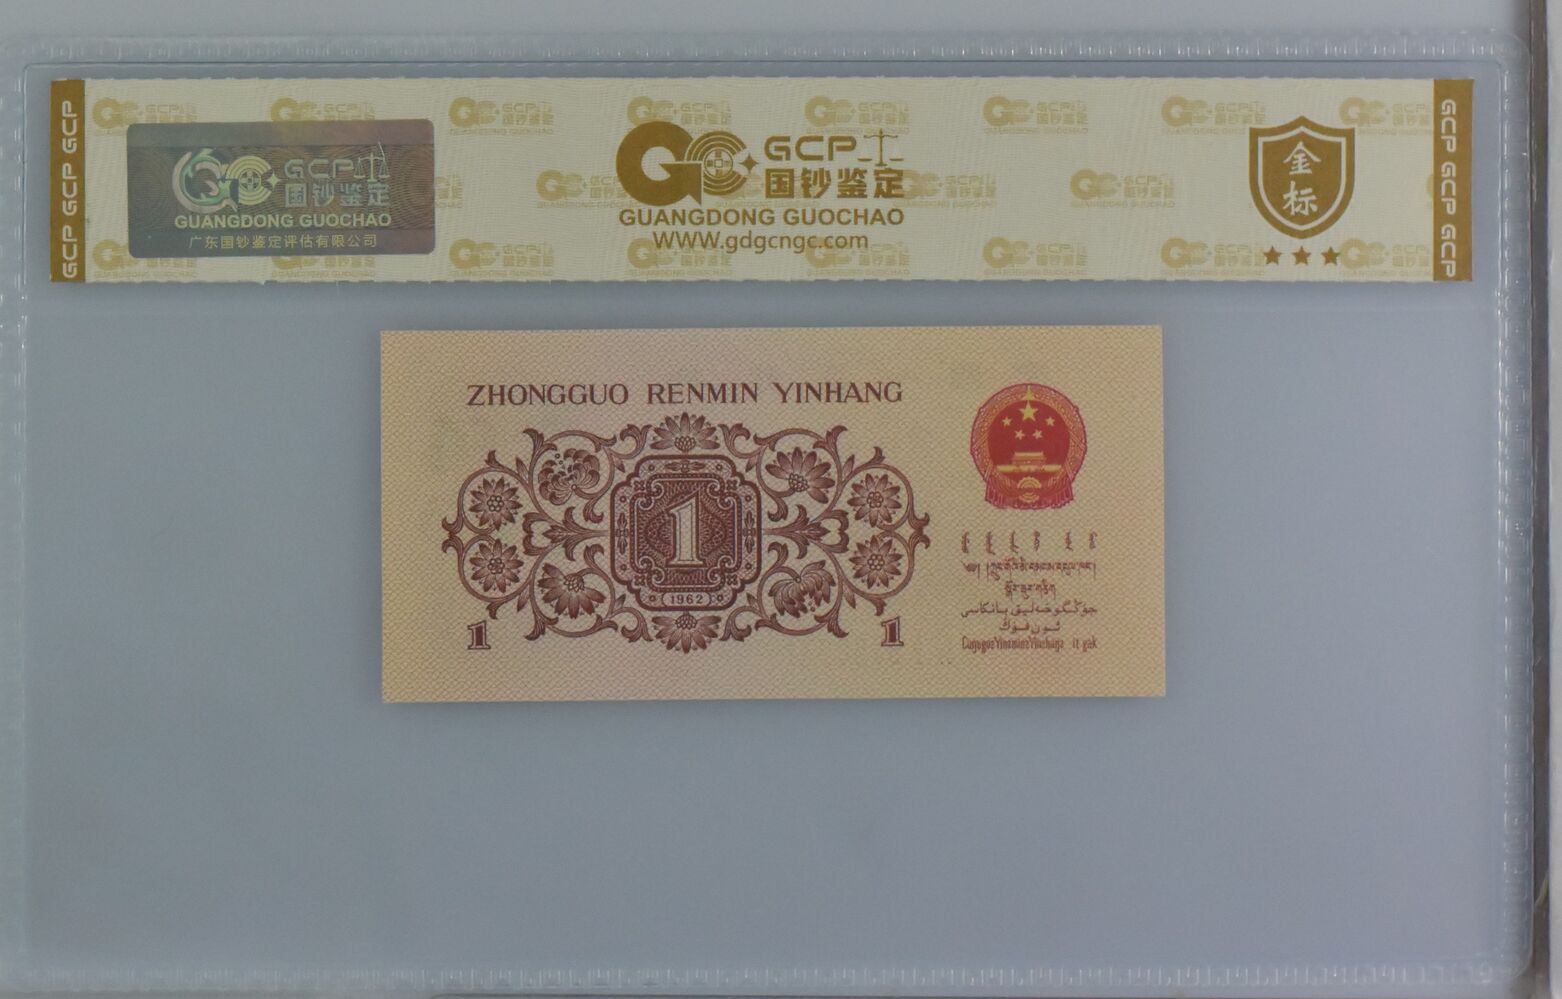 GCP GCP GCP
GCP
国钞鉴定
GUANGDONG GUOCHAO
广东国钞鉴定评估有限公司
GCP
国钞鉴定
GUANGDONG GUOCHAO
WWW.gdgcngc.com
金
标
GCP GCP GCP
ZHONGGUO RENMIN YINHANG
1
(1962)
1
1